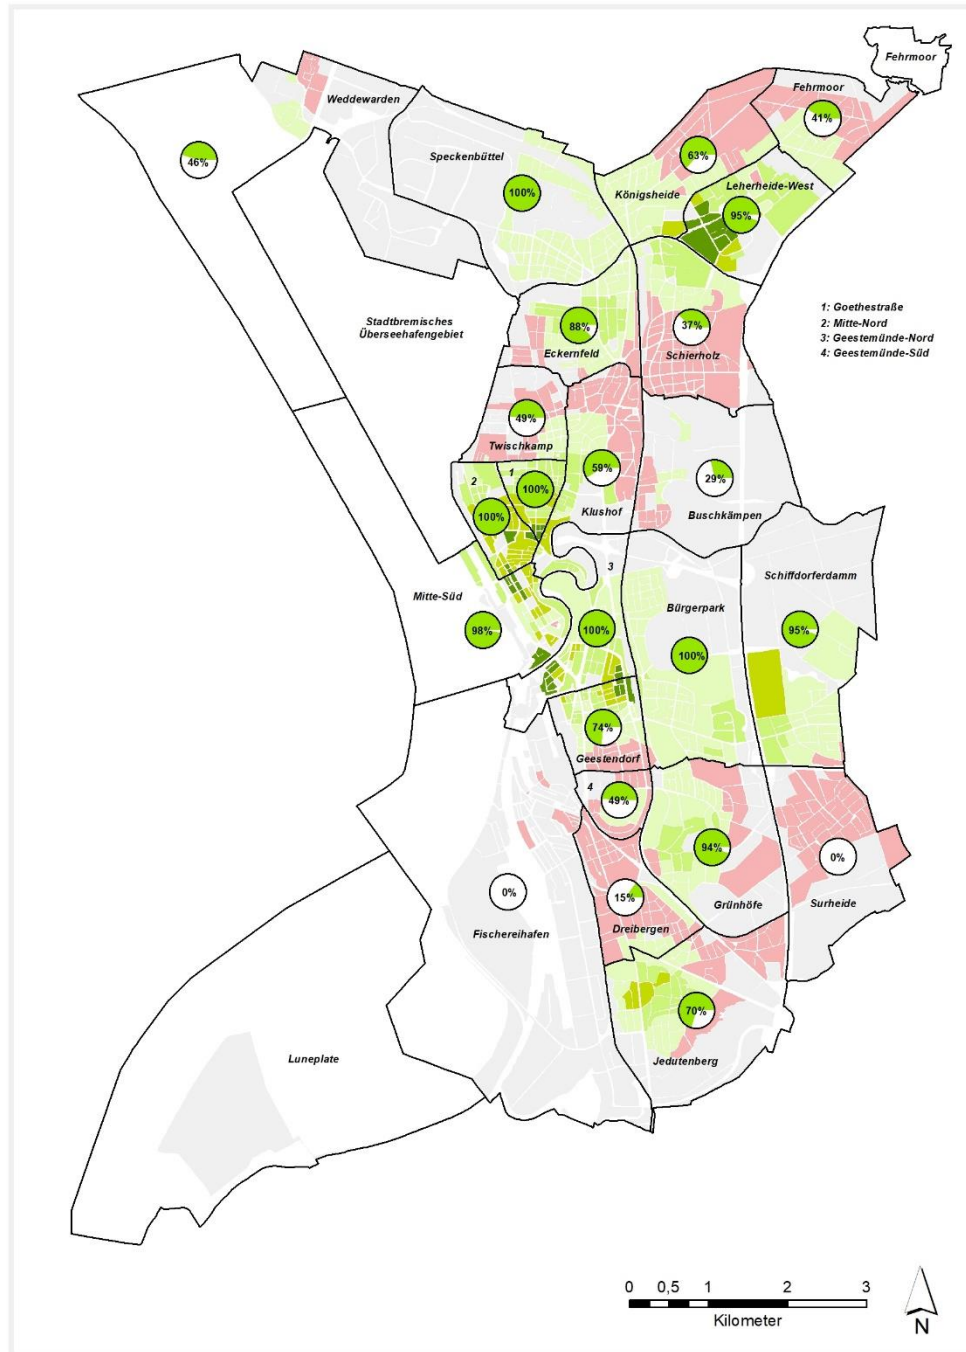 Fehrmoor
Fehrmoor
Weddewarden
41%
Speckenbüttel
63%
46%
Leherheide-West
100%
Königsheide
95%
1: Goethestraße
2: Mitte-Nord
3: Geestemünde-Nord
4: Geestemünde-Süd
Stadtbremisches
Überseehafengebiet
88%
37%
Eckernfeld
Schierholz
49%
Twischkamp
59%
1
2
100%
29%
100%
Klushof
Buschkämpen
3
Schiffdorferdamm
Mitte-Süd
Bürgerpark
98%
100%
95%
100%
74%
Geestendorf
4
49%
94%
0%
0%
15%
Grünhöfe
Surheide
Fischereihafen
Dreibergen
70%
Luneplate
Jedutenberg
0 0,5 1 2 3
Kilometer
N